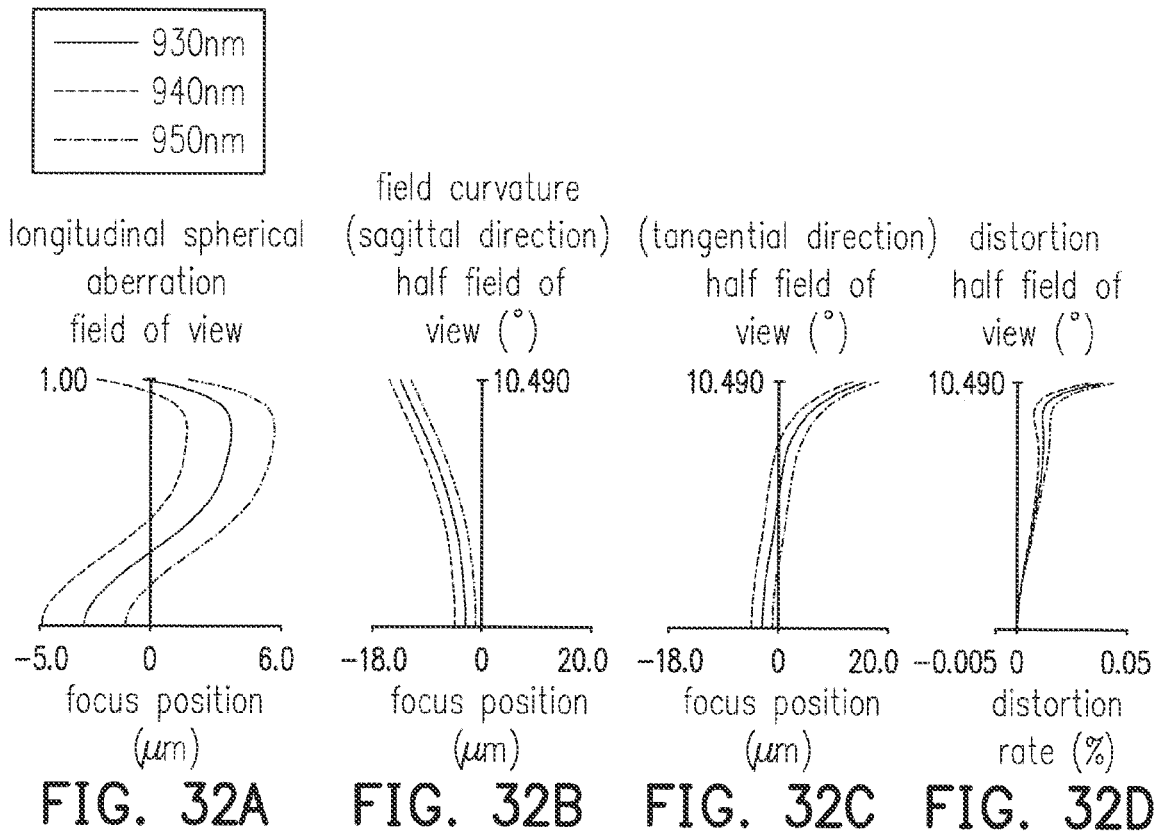 930nm
940nm
950nm
longitudinal spherical
aberration
field of view
1.00
-5.0 0 6.0
focus position
(μm)
FIG. 32A
field curvature
(sagittal direction)
half field of
view (°)
10.490
-18.0 0 20.0
focus position
(μm)
FIG. 32B
(tangential direction)
half field of
view (°)
10.490
-18.0 0 20.0
focus position
(μm)
FIG. 32C
distortion
half field of
view (°)
10.490
-0.005 0 0.05
distortion
rate (%)
FIG. 32D